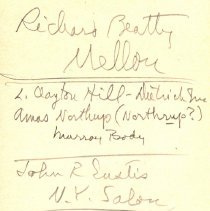 Richard Beatty
Mellon
L. Clayton Hill - Dietrich Inc
Amos Northup (Northrup?)
Murray Body
John R Eustis
N.Y. Salon